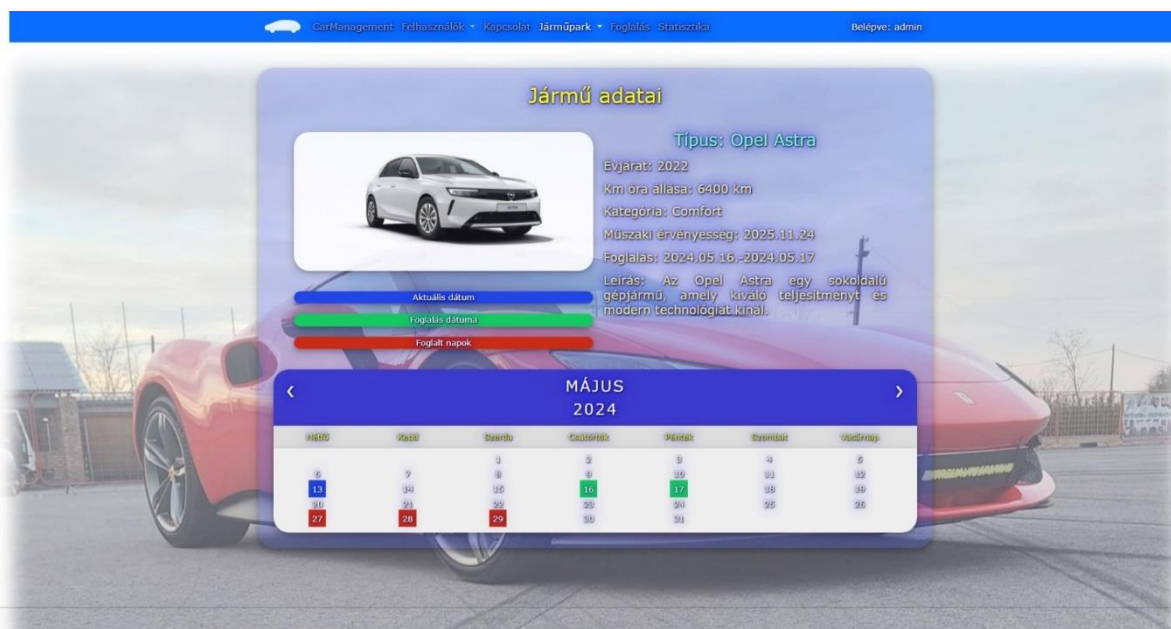 CarManagement Felhasználók Kapcsolat Járműpark Foglalás Statisztika Belépve: admin
Jármű adatai
Típus: Opel Astra
Évjárat: 2022
Km óra állása: 6400 km
Kategória: Comfort
Műszaki érvényesség: 2025.11.24
Foglalás: 2024.05.16.-2024.05.17
Leírás: Az Opel Astra egy sokoldalú
gépjármű, amely kiváló teljesítményt és
modern technológiát kínál.
Aktuális dátum
Foglalás dátuma
Foglalt napok
‹ MÁJUS ›
2024
Hétfő Kedd Szerda Csütörtök Péntek Szombat Vasárnap
1 2 3 4 5
6 7 8 9 10 11 12
13 14 15 16 17 18 19
20 21 22 23 24 25 26
27 28 29 30 31